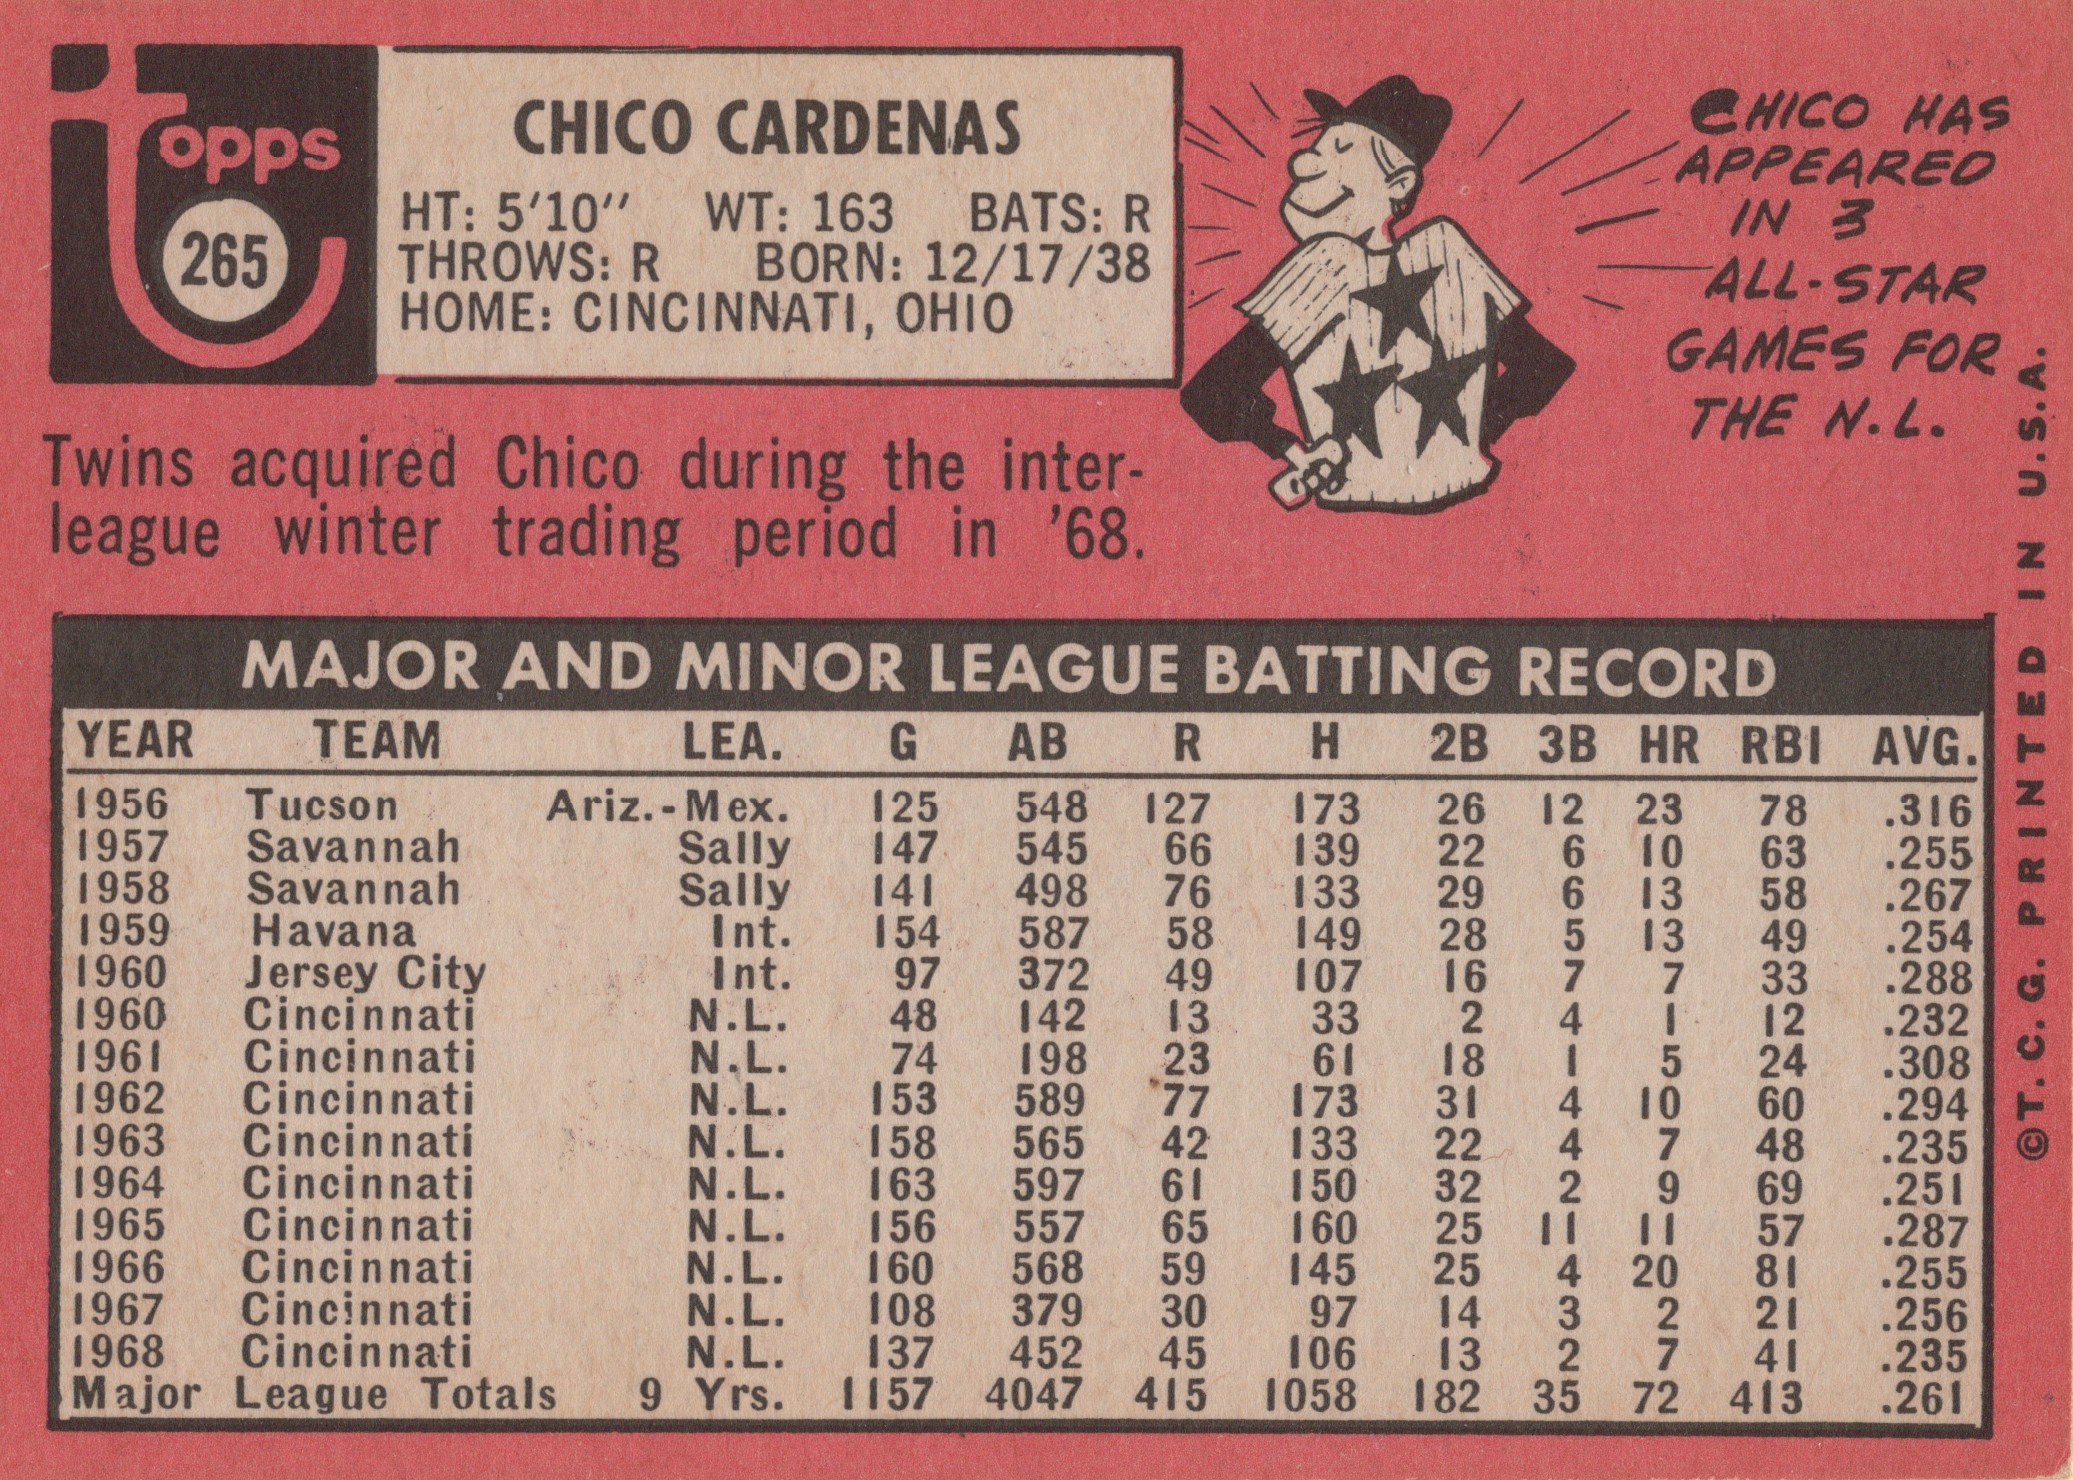 topps
265
CHICO CARDENAS
HT: 5'10" WT: 163 BATS: R
THROWS: R BORN: 12/17/38
HOME: CINCINNATI, OHIO
CHICO HAS
APPEARED
IN 3
ALL-STAR
GAMES FOR
THE N.L.
Twins acquired Chico during the inter-
league winter trading period in '68.
MAJOR AND MINOR LEAGUE BATTING RECORD
YEAR TEAM LEA. G AB R H 2B 3B HR RBI AVG.
1956 Tucson Ariz.-Mex. 125 548 127 173 26 12 23 78 .316
1957 Savannah Sally 147 545 66 139 22 6 10 63 .255
1958 Savannah Sally 141 498 76 133 29 6 13 58 .267
1959 Havana Int. 154 587 58 149 28 5 13 49 .254
1960 Jersey City Int. 97 372 49 107 16 7 7 33 .288
1960 Cincinnati N.L. 48 142 13 33 2 4 1 12 .232
1961 Cincinnati N.L. 74 198 23 61 18 1 5 24 .308
1962 Cincinnati N.L. 153 589 77 173 31 4 10 60 .294
1963 Cincinnati N.L. 158 565 42 133 22 4 7 48 .235
1964 Cincinnati N.L. 163 597 61 150 32 2 9 69 .251
1965 Cincinnati N.L. 156 557 65 160 25 11 11 57 .287
1966 Cincinnati N.L. 160 568 59 145 25 4 20 81 .255
1967 Cincinnati N.L. 108 379 30 97 14 3 2 21 .256
1968 Cincinnati N.L. 137 452 45 106 13 2 7 41 .235
Major League Totals 9 Yrs. 1157 4047 415 1058 182 35 72 413 .261
©T.C.G. PRINTED IN U.S.A.